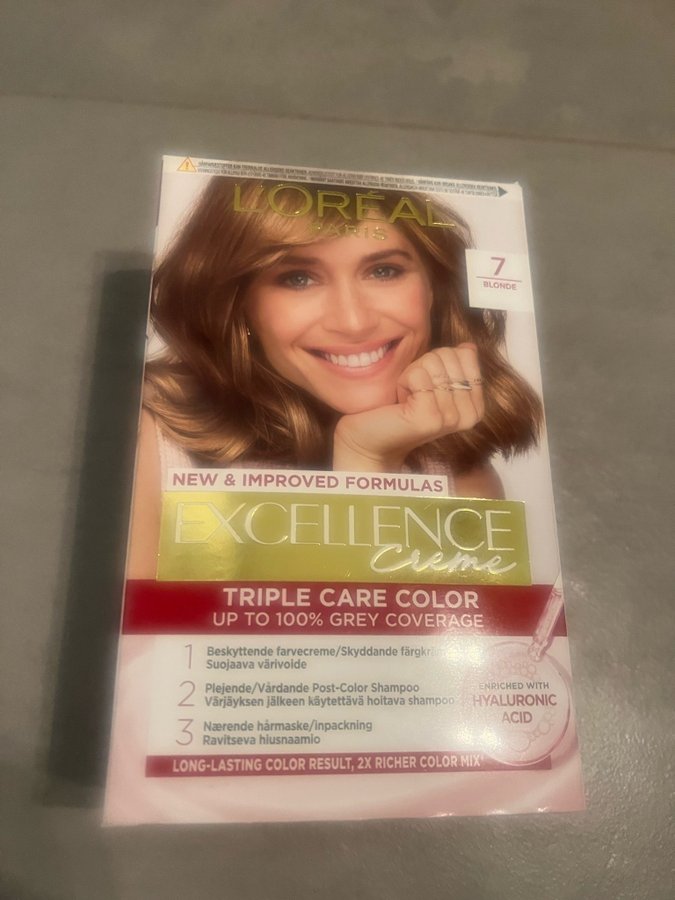 L'ORÉAL
PARIS
7
BLONDE
NEW & IMPROVED FORMULAS
EXCELLENCE
Creme
TRIPLE CARE COLOR
UP TO 100% GREY COVERAGE
1 Beskyttende farvecreme/Skyddande färgkräm
Suojaava värivoide
2 Plejende/Vårdande Post-Color Shampoo
Värjäyksen jälkeen käytettävä hoitava shampoo
3 Nærende hårmaske/inpackning
Ravitseva hiusnaamio
ENRICHED WITH
HYALURONIC
ACID
LONG-LASTING COLOR RESULT, 2X RICHER COLOR MIX